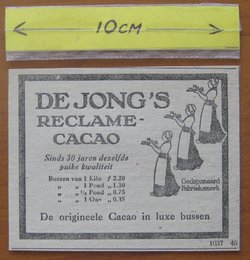 10CM
DE JONG'S
RECLAME-
CACAO
Sinds 30 jaren dezelfde
puike kwaliteit
Bussen van 1 Kilo ƒ 2.20
„ „ 1 Pond „ 1.30
„ „ ½ Pond „ 0.75
„ „ 1 Ons „ 0.15
Gedeponeerd
Fabrieksmerk
De origineele Cacao in luxe bussen
1037 46